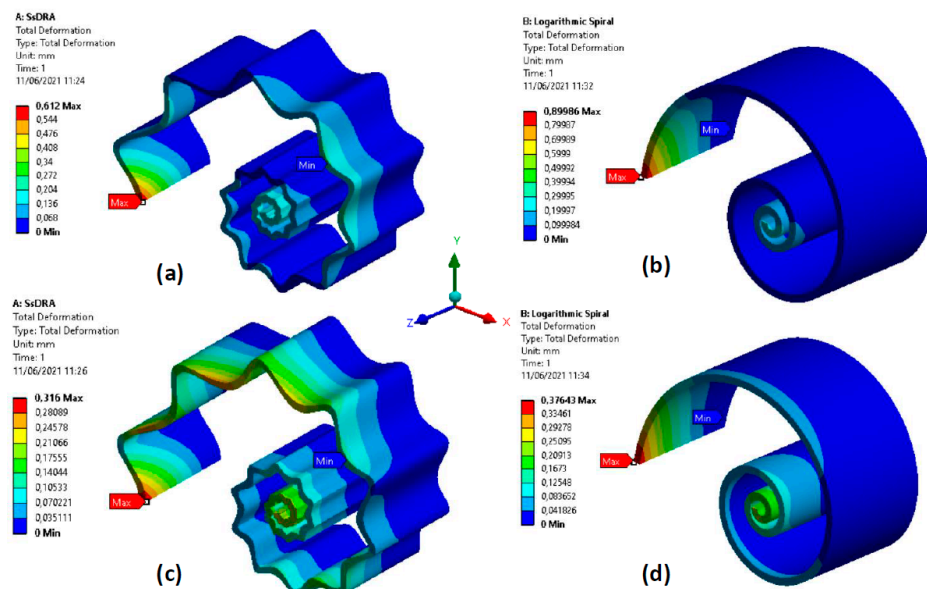 A: SsDRA
Total Deformation
Type: Total Deformation
Unit: mm
Time: 1
11/06/2021 11:24
0,612 Max
0,544
0,476
0,408
0,34
0,272
0,204
0,136
0,068
0 Min
Max
Min
(a)
B: Logarithmic Spiral
Total Deformation
Type: Total Deformation
Unit: mm
Time: 1
11/06/2021 11:32
0,89986 Max
0,79987
0,69989
0,5999
0,49992
0,39994
0,29995
0,19997
0,099984
0 Min
Max
Min
(b)
Y
Z
X
A: SsDRA
Total Deformation
Type: Total Deformation
Unit: mm
Time: 1
11/06/2021 11:26
0.316 Max
0,28089
0,24578
0,21066
0,17555
0,14044
0,10533
0,070221
0,035111
0 Min
Max
Min
(c)
B: Logarithmic Spiral
Total Deformation
Type: Total Deformation
Unit: mm
Time: 1
11/06/2021 11:34
0,37643 Max
0,33461
0,29278
0,25095
0,20913
0,1673
0,12548
0,083652
0,041826
0 Min
Max
Min
(d)